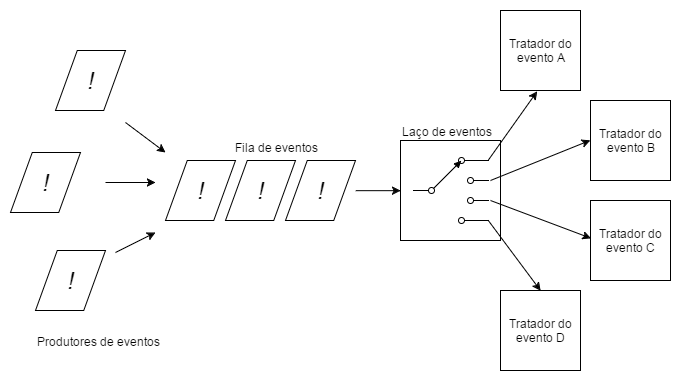 Tratador do
evento A
Fila de eventos
Laço de eventos
Tratador do
evento B
!
!
!
!
!
!
Tratador do
evento C
Produtores de eventos
Tratador do
evento D